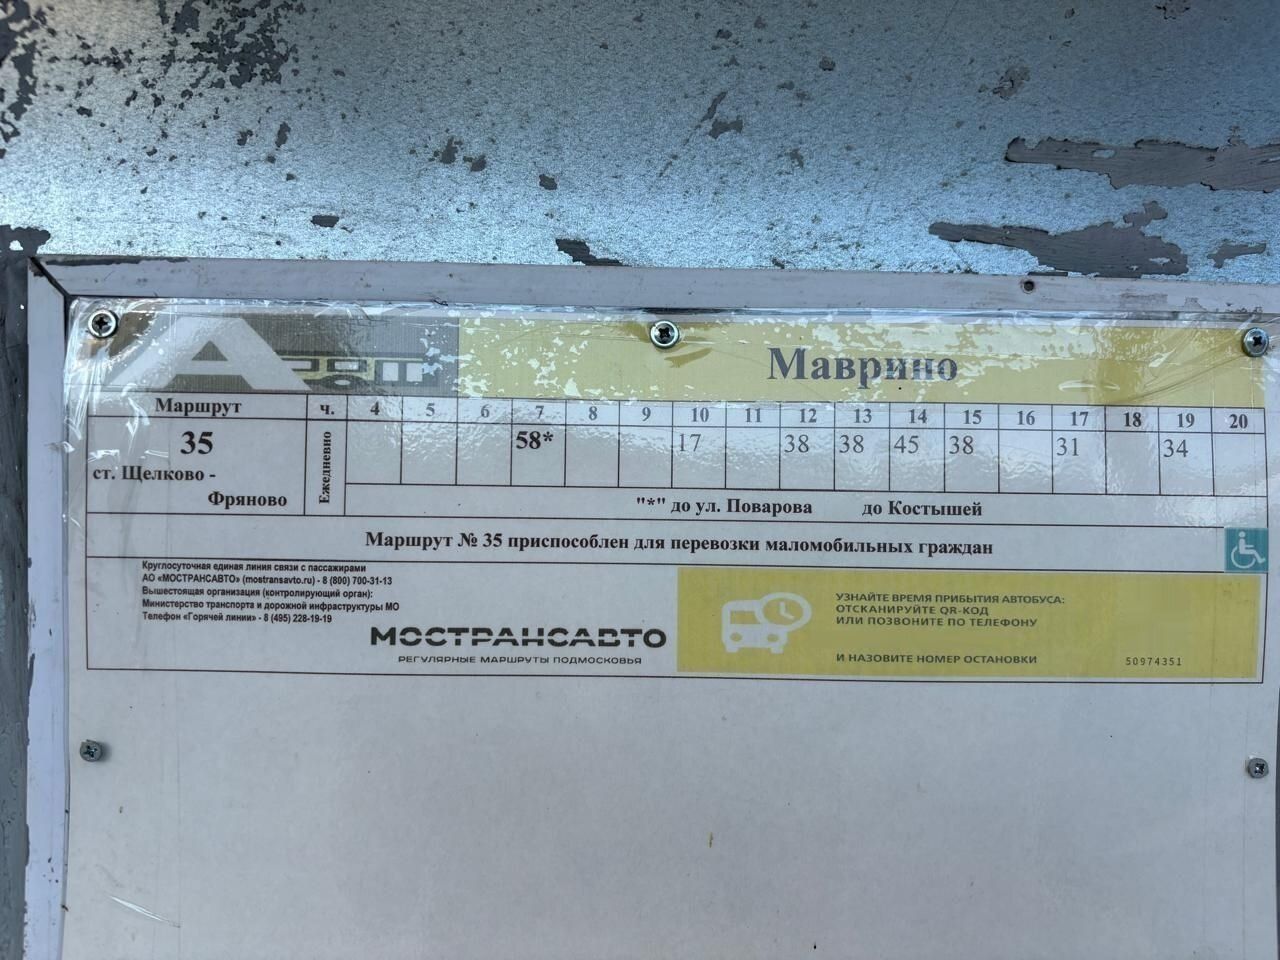 Маврино
Маршрут ч. 4 5 6 7 8 9 10 11 12 13 14 15 16 17 18 19 20
35 Ежедневно 58* 17 38 38 45 38 31 34
ст. Щелково -
Фряново
"*" до ул. Поварова до Костышей
Маршрут № 35 приспособлен для перевозки маломобильных граждан
Круглосуточная единая линия связи с пассажирами
АО «МОСТРАНСАВТО» (mostransavto.ru) - 8 (800) 700-31-13
Вышестоящая организация (контролирующий орган):
Министерство транспорта и дорожной инфраструктуры МО
Телефон «Горячей линии» - 8 (495) 228-19-19
МОСТРАНСАВТО
РЕГУЛЯРНЫЕ МАРШРУТЫ ПОДМОСКОВЬЯ
УЗНАЙТЕ ВРЕМЯ ПРИБЫТИЯ АВТОБУСА:
ОТСКАНИРУЙТЕ QR-КОД
ИЛИ ПОЗВОНИТЕ ПО ТЕЛЕФОНУ
И НАЗОВИТЕ НОМЕР ОСТАНОВКИ 50974351